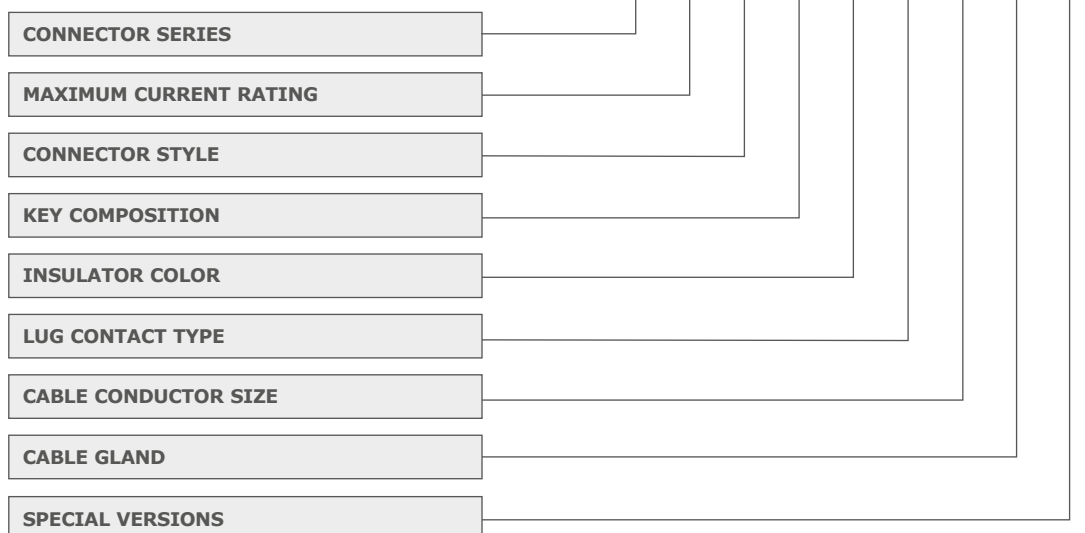 CONNECTOR SERIES
MAXIMUM CURRENT RATING
CONNECTOR STYLE
KEY COMPOSITION
INSULATOR COLOR
LUG CONTACT TYPE
CABLE CONDUCTOR SIZE
CABLE GLAND
SPECIAL VERSIONS